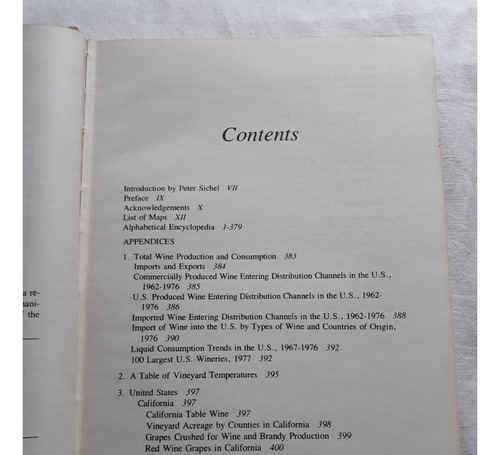 a re-
mani-
the
Contents
Introduction by Peter Sichel VII
Preface IX
Acknowledgements X
List of Maps XII
Alphabetical Encyclopedia 1-379
APPENDICES
1. Total Wine Production and Consumption 383
Imports and Exports 384
Commercially Produced Wine Entering Distribution Channels in the U.S.,
1962-1976 385
U.S. Produced Wine Entering Distribution Channels in the U.S., 1962-
1976 386
Imported Wine Entering Distribution Channels in the U.S., 1962-1976 388
Import of Wine into the U.S. by Types of Wine and Countries of Origin,
1976 390
Liquid Consumption Trends in the U.S., 1967-1976 392
100 Largest U.S. Wineries, 1977 392
2. A Table of Vineyard Temperatures 395
3. United States 397
California 397
California Table Wine 397
Vineyard Acreage by Counties in California 398
Grapes Crushed for Wine and Brandy Production 399
Red Wine Grapes in California 400